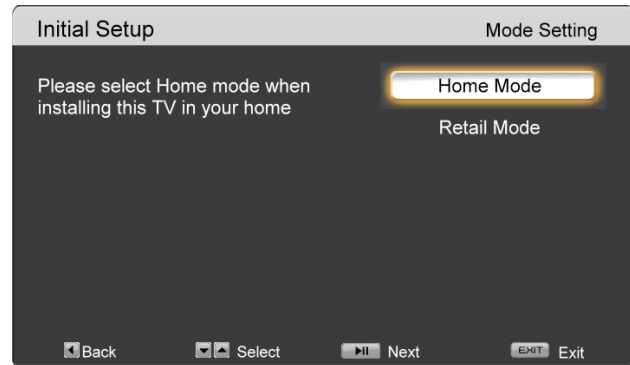 Initial Setup
Mode Setting
Please select Home mode when
installing this TV in your home
Home Mode
Retail Mode
Back Select Next EXIT Exit